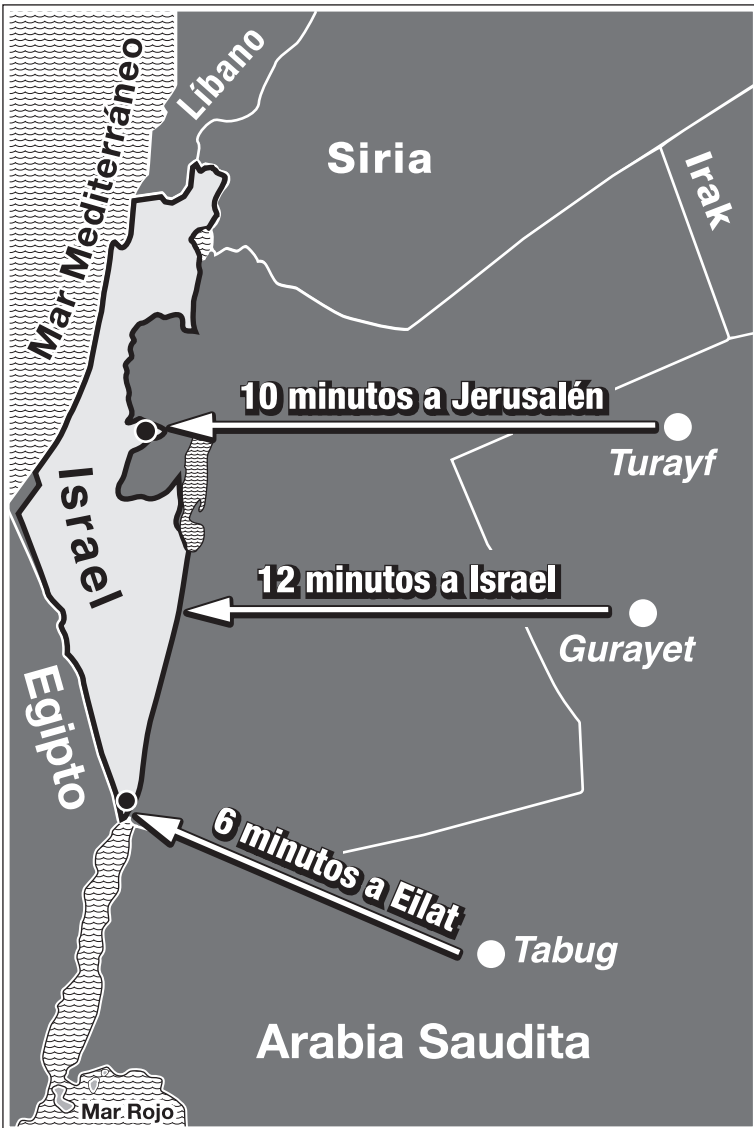 Líbano
Mar Mediterráneo
Siria
Irak
10 minutos a Jerusalén
Turayf
Israel
12 minutos a Israel
Gurayet
Egipto
6 minutos a Eilat
Tabug
Arabia Saudita
Mar Rojo